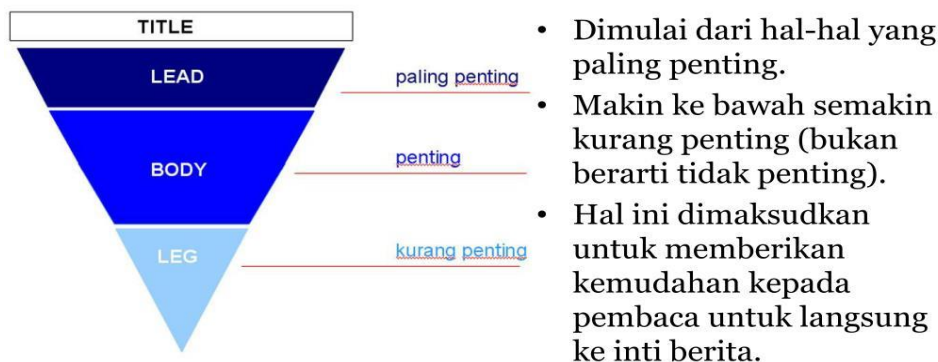 TITLE
LEAD
paling penting
BODY
penting
LEG
kurang penting
• Dimulai dari hal-hal yang
paling penting.
• Makin ke bawah semakin
kurang penting (bukan
berarti tidak penting).
• Hal ini dimaksudkan
untuk memberikan
kemudahan kepada
pembaca untuk langsung
ke inti berita.